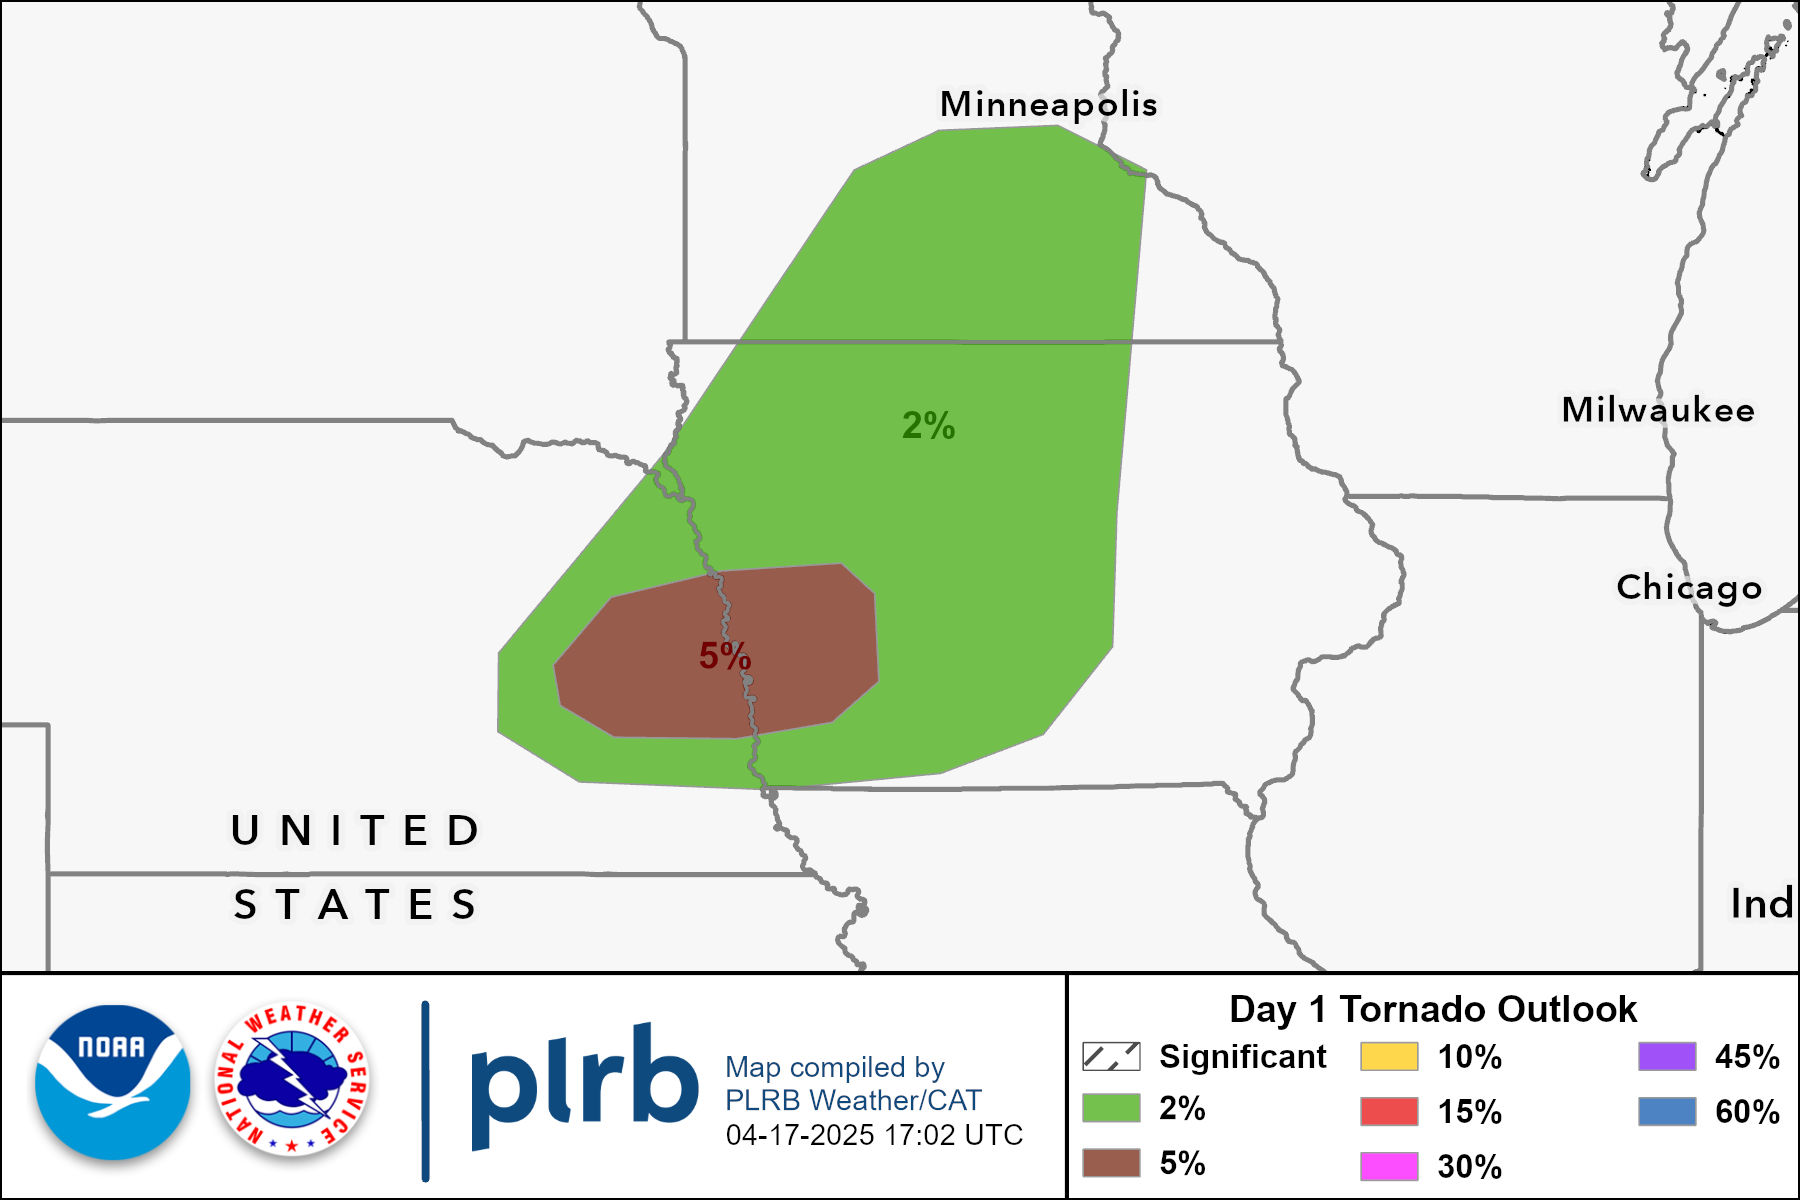 Minneapolis
2%
Milwaukee
Chicago
5%
UNITED
STATES
Ind
NOAA
NATIONAL WEATHER SERVICE
plrb
Map compiled by
PLRB Weather/CAT
04-17-2025 17:02 UTC
Day 1 Tornado Outlook
Significant
2%
5%
10%
15%
30%
45%
60%